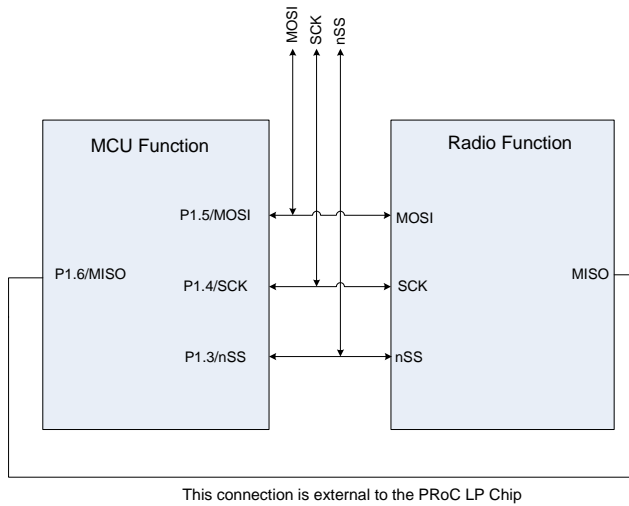 MOSI
SCK
nSS
MCU Function
Radio Function
P1.5/MOSI
MOSI
P1.6/MISO
P1.4/SCK
SCK
MISO
P1.3/nSS
nSS
This connection is external to the PRoC LP Chip